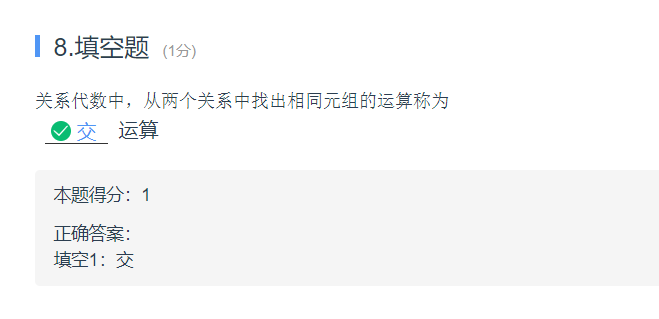 8.填空题 (1分)
关系代数中，从两个关系中找出相同元组的运算称为
交 运算
本题得分：1
正确答案：
填空1：交